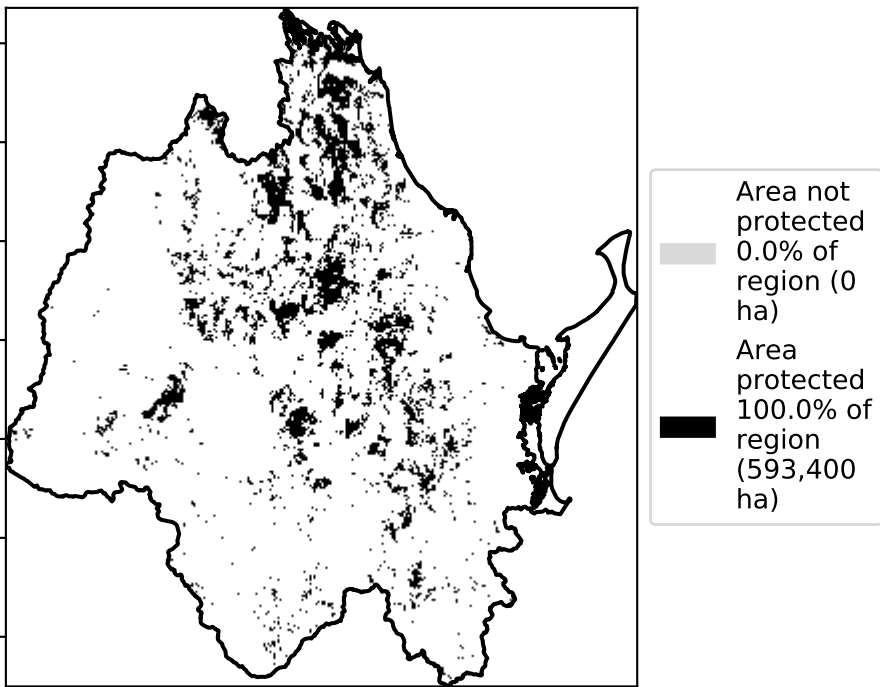 Area not
protected
0.0% of
region (0
ha)
Area
protected
100.0% of
region
(593,400
ha)